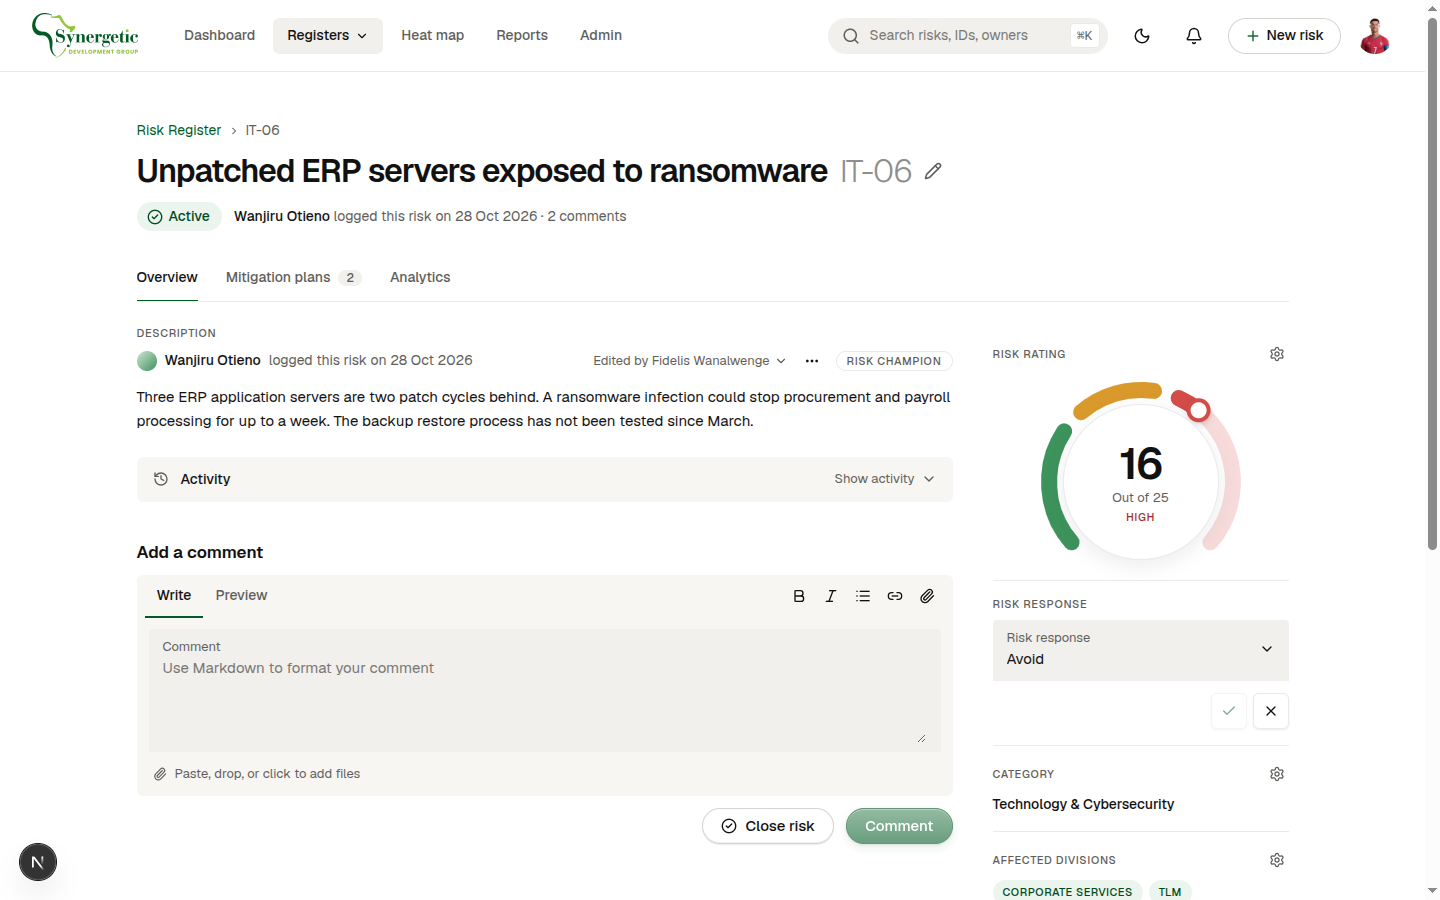 Synergetic
DEVELOPMENT GROUP
Dashboard
Registers
Heat map
Reports
Admin
Search risks, IDs, owners
⌘K
New risk
Risk Register › IT-06
Unpatched ERP servers exposed to ransomware IT-06
Active
Wanjiru Otieno logged this risk on 28 Oct 2026 · 2 comments
Overview
Mitigation plans 2
Analytics
DESCRIPTION
Wanjiru Otieno logged this risk on 28 Oct 2026
Edited by Fidelis Wanalwenge
RISK CHAMPION
Three ERP application servers are two patch cycles behind. A ransomware infection could stop procurement and payroll
processing for up to a week. The backup restore process has not been tested since March.
Activity
Show activity
Add a comment
Write
Preview
B I
Comment
Use Markdown to format your comment
Paste, drop, or click to add files
Close risk
Comment
RISK RATING
16
Out of 25
HIGH
RISK RESPONSE
Risk response
Avoid
CATEGORY
Technology & Cybersecurity
AFFECTED DIVISIONS
CORPORATE SERVICES
TLM
N